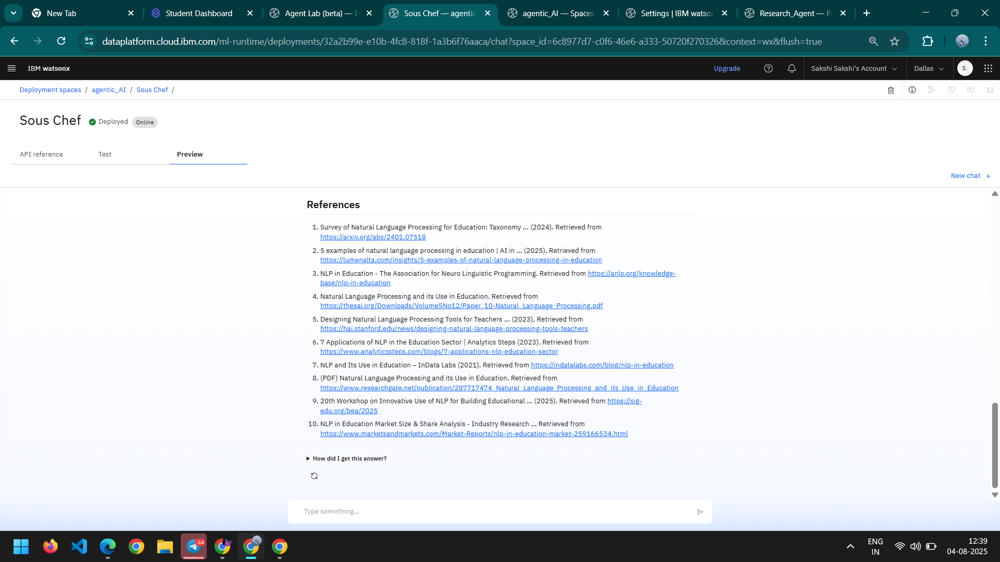 New Tab
Student Dashboard
Agent Lab (beta) — D
Sous Chef — agentic
agentic_AI — Spaces
Settings | IBM watson
Research_Agent — P
dataplatform.cloud.ibm.com/ml-runtime/deployments/32a2b99e-e10b-4fc8-818f-1a3b6f76aaca/chat?space_id=6c8977d7-c0f6-46e6-a333-50720f270326&context=wx&flush=true
IBM watsonx
Upgrade
Sakshi Sakshi's Account
Dallas
S.
Deployment spaces / agentic_AI / Sous Chef /
Sous Chef
Deployed
Online
API reference
Test
Preview
New chat +
References
1. Survey of Natural Language Processing for Education: Taxonomy ... (2024). Retrieved from
https://arxiv.org/abs/2401.07518
2. 5 examples of natural language processing in education | AI in ... (2025). Retrieved from
https://lumenalta.com/insights/5-examples-of-natural-language-processing-in-education
3. NLP in Education - The Association for Neuro Linguistic Programming. Retrieved from https://anlp.org/knowledge-
base/nlp-in-education
4. Natural Language Processing and its Use in Education. Retrieved from
https://thesai.org/Downloads/Volume5No12/Paper_10-Natural_Language_Processing.pdf
5. Designing Natural Language Processing Tools for Teachers ... (2023). Retrieved from
https://hai.stanford.edu/news/designing-natural-language-processing-tools-teachers
6. 7 Applications of NLP in the Education Sector | Analytics Steps (2023). Retrieved from
https://www.analyticssteps.com/blogs/7-applications-nlp-education-sector
7. NLP and Its Use in Education – InData Labs (2021). Retrieved from https://indatalabs.com/blog/nlp-in-education
8. (PDF) Natural Language Processing and its Use in Education. Retrieved from
https://www.researchgate.net/publication/287717474_Natural_Language_Processing_and_its_Use_in_Education
9. 20th Workshop on Innovative Use of NLP for Building Educational ... (2025). Retrieved from https://sig-
edu.org/bea/2025
10. NLP in Education Market Size & Share Analysis - Industry Research ... Retrieved from
https://www.marketsandmarkets.com/Market-Reports/nlp-in-education-market-259166534.html
How did I get this answer?
Type something...
.64
ENG
IN
12:39
04-08-2025